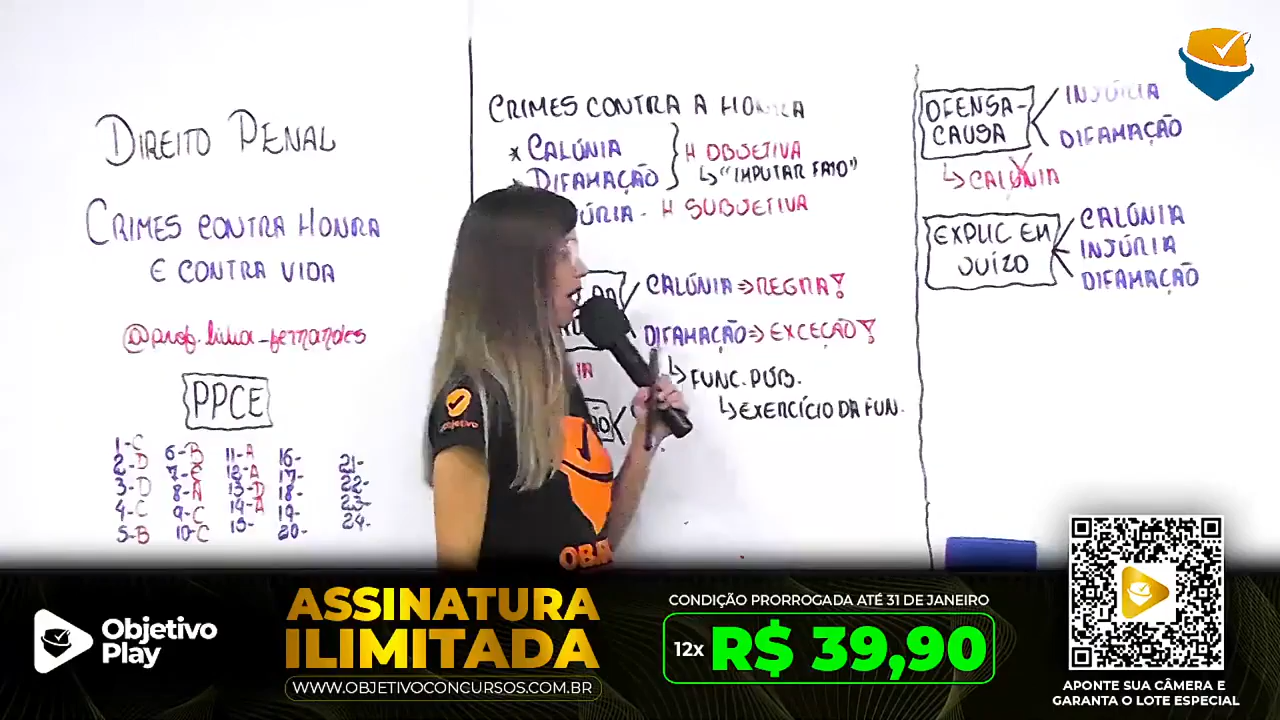 DIREITO PENAL
CRIMES CONTRA HONRA
E CONTRA VIDA
@prof.livia_fernandes
PPCE
1-C 6-B 11-A 16- 21-
2-D 7-C 12-A 17- 22-
3-D 8-A 13-D 18- 23-
4-C 9-C 14-A 19- 24-
5-B 10-C 15- 20-
CRIMES CONTRA A HONRA
* CALÚNIA
DIFAMAÇÃO
H OBJETIVA
↳ "IMPUTAR FATO"
ÚRIA - H SUBJETIVA
CALÚNIA ⇒ REGRA!
DIFAMAÇÃO ⇒ EXCEÇÃO!
↳ FUNC. PÚB.
↳ EXERCÍCIO DA FUN.
OFENSA-
CAUSA
INJÚRIA
DIFAMAÇÃO
↳ CALÚNIA
EXPLIC EM
JUÍZO
CALÚNIA
INJÚRIA
DIFAMAÇÃO
Objetivo
Objetivo
Play
ASSINATURA
ILIMITADA
WWW.OBJETIVOCONCURSOS.COM.BR
CONDIÇÃO PRORROGADA ATÉ 31 DE JANEIRO
12x R$ 39,90
APONTE SUA CÂMERA E
GARANTA O LOTE ESPECIAL